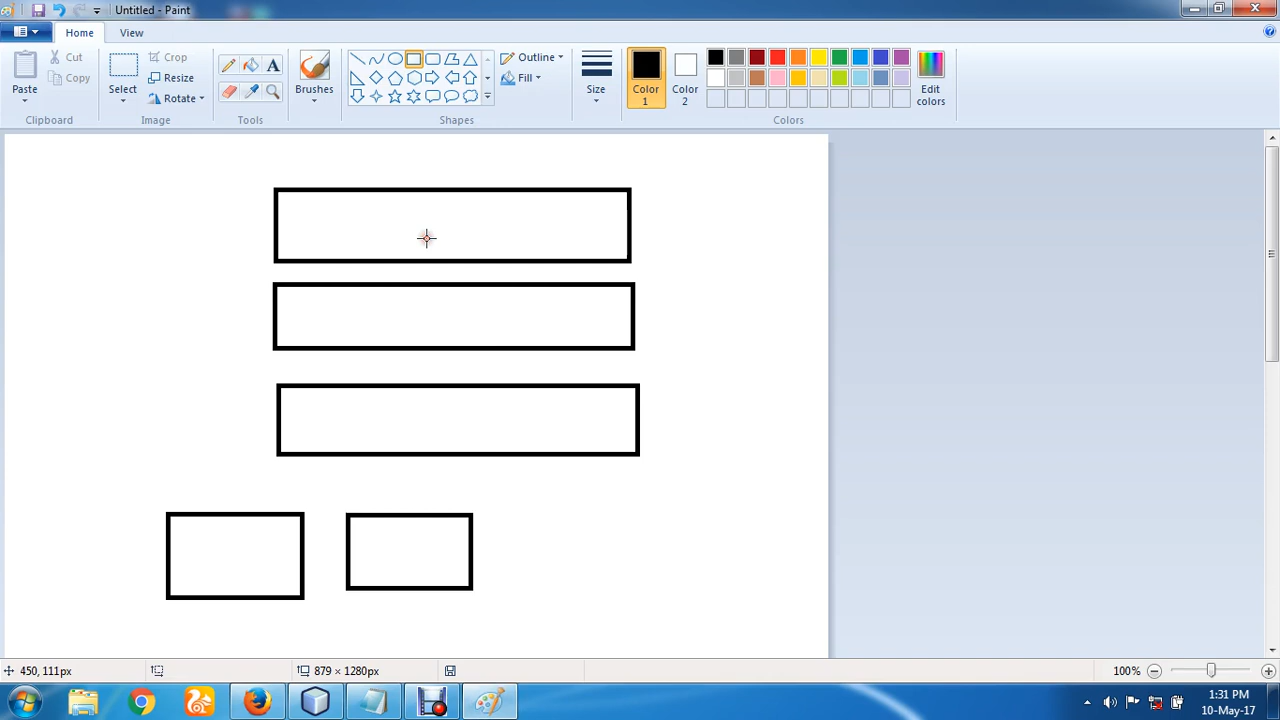 Untitled - Paint
Home View
Paste
Cut
Copy
Clipboard
Select
Crop
Resize
Rotate
Image
A
Tools
Brushes
Shapes
Outline
Fill
Size
Color 1
Color 2
Colors
Edit colors
450, 111px
879 × 1280px
100%
1:31 PM
10-May-17